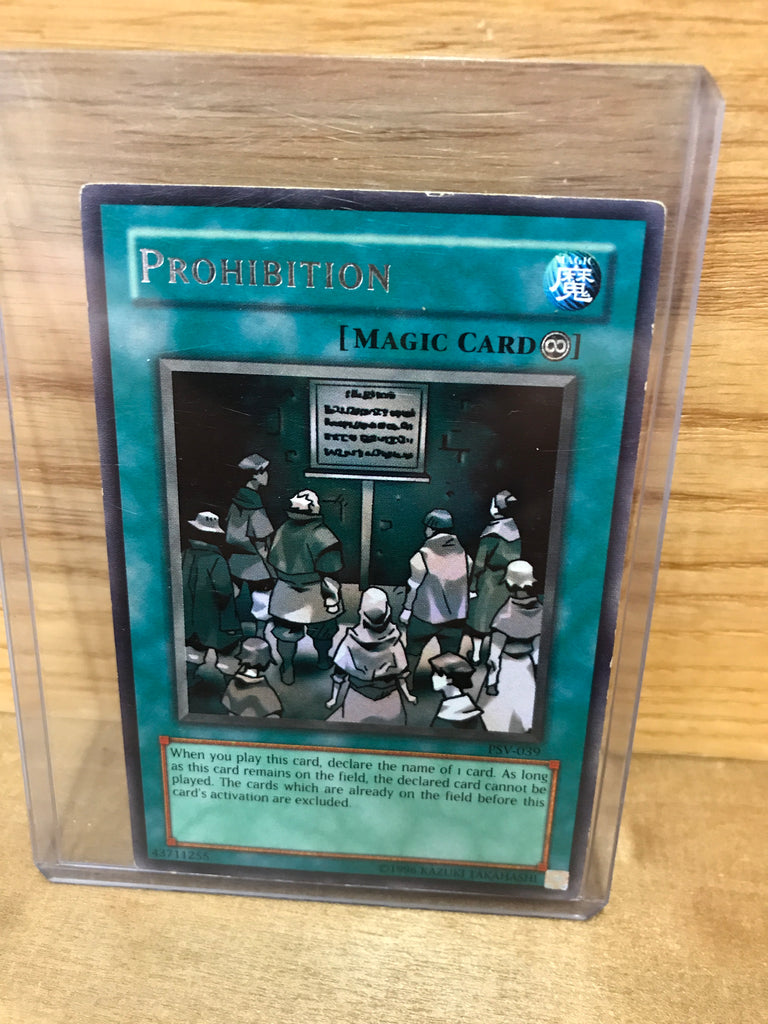 PROHIBITION
MAGIC
魔
[MAGIC CARD∞]
PSV-039
When you play this card, declare the name of 1 card. As long
as this card remains on the field, the declared card cannot be
played. The cards which are already on the field before this
card's activation are excluded.
43711255
©1996 KAZUKI TAKAHASHI